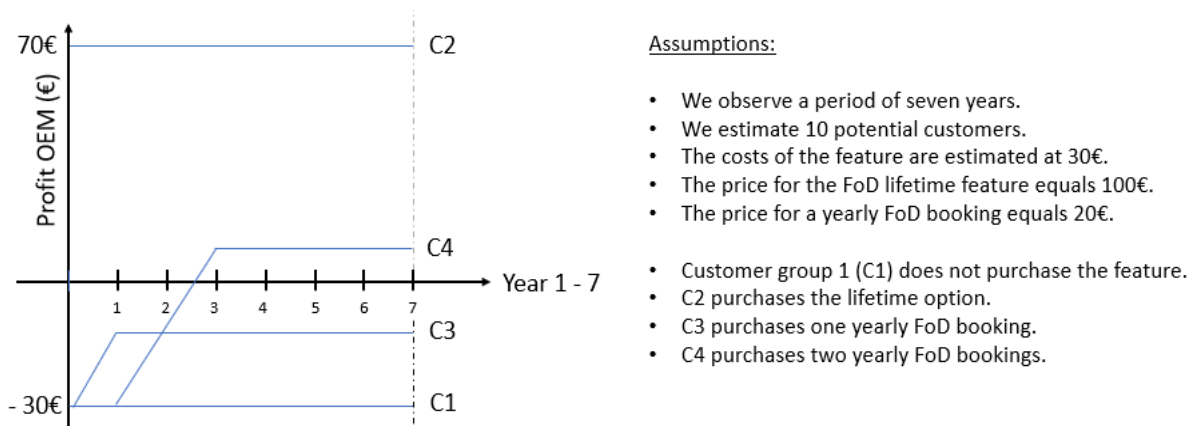 70€
C2
Profit OEM (€)
C4
Year 1 - 7
1 2 3 4 5 6 7
C3
- 30€
C1
Assumptions:
• We observe a period of seven years.
• We estimate 10 potential customers.
• The costs of the feature are estimated at 30€.
• The price for the FoD lifetime feature equals 100€.
• The price for a yearly FoD booking equals 20€.
• Customer group 1 (C1) does not purchase the feature.
• C2 purchases the lifetime option.
• C3 purchases one yearly FoD booking.
• C4 purchases two yearly FoD bookings.